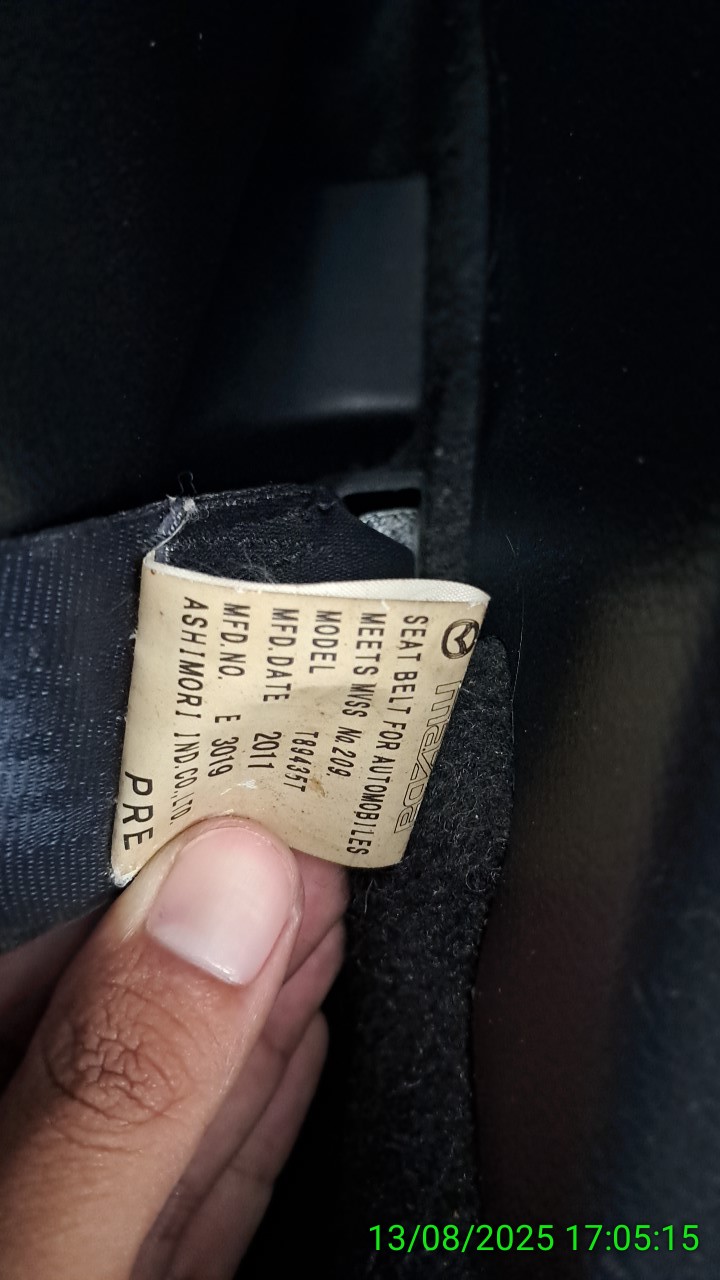 mazda
SEAT BELT FOR AUTOMOBILES
MEETS MVSS No 209.
MODEL T89435T
MFD.DATE 2011
MFD.NO. E 3019
ASHIMORI IND.CO.,LTD.
PRE
13/08/2025 17:05:15